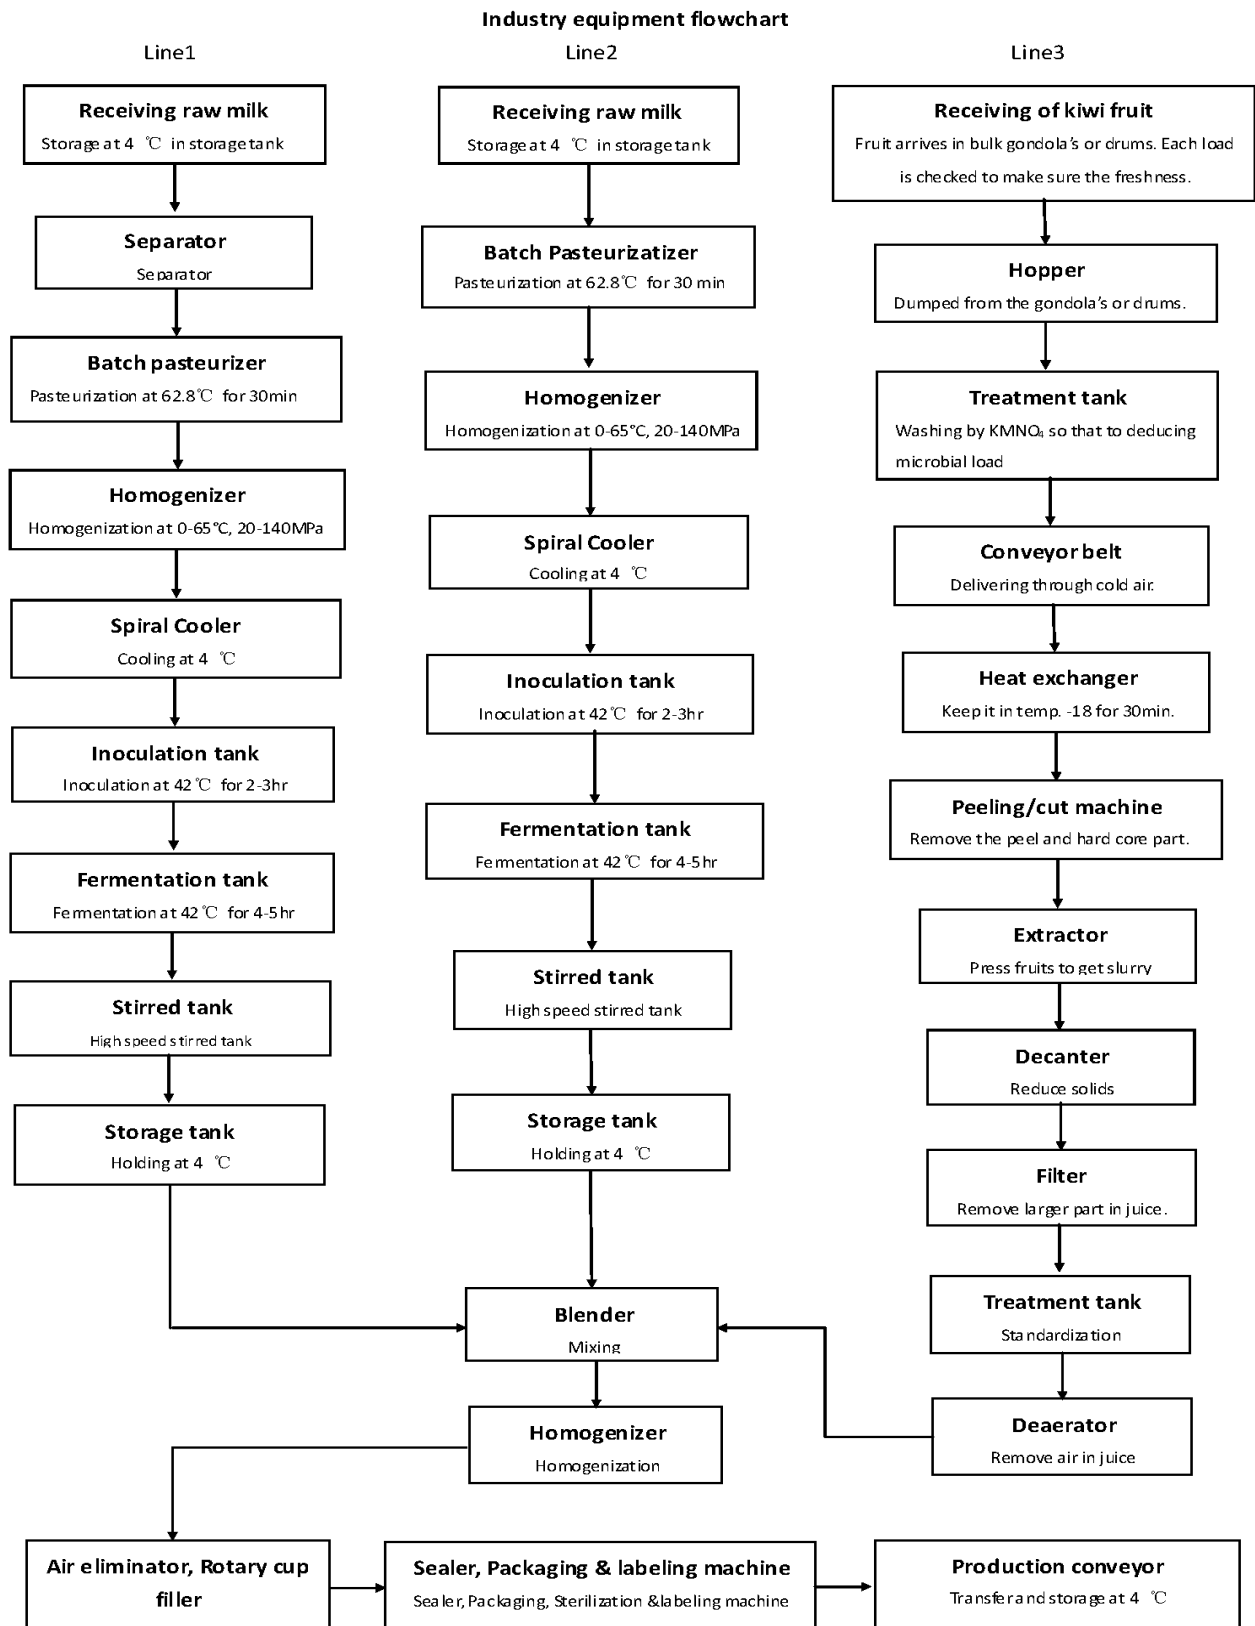 Industry equipment flowchart
Line1
Receiving raw milk
Storage at 4 ℃ in storage tank
Separator
Separator
Batch pasteurizer
Pasteurization at 62.8℃ for 30min
Homogenizer
Homogenization at 0-65℃, 20-140MPa
Spiral Cooler
Cooling at 4 ℃
Inoculation tank
Inoculation at 42℃ for 2-3hr
Fermentation tank
Fermentation at 42℃ for 4-5hr
Stirred tank
High speed stirred tank
Storage tank
Holding at 4 ℃
Line2
Receiving raw milk
Storage at 4 ℃ in storage tank
Batch Pasteurizatizer
Pasteurization at 62.8℃ for 30 min
Homogenizer
Homogenization at 0-65℃, 20-140MPa
Spiral Cooler
Cooling at 4 ℃
Inoculation tank
Inoculation at 42℃ for 2-3hr
Fermentation tank
Fermentation at 42℃ for 4-5hr
Stirred tank
High speed stirred tank
Storage tank
Holding at 4 ℃
Line3
Receiving of kiwi fruit
Fruit arrives in bulk gondola's or drums. Each load
is checked to make sure the freshness.
Hopper
Dumped from the gondola's or drums.
Treatment tank
Washing by KMNO₄ so that to deducing
microbial load
Conveyor belt
Delivering through cold air.
Heat exchanger
Keep it in temp. -18 for 30min.
Peeling/cut machine
Remove the peel and hard core part.
Extractor
Press fruits to get slurry
Decanter
Reduce solids
Filter
Remove larger part in juice.
Treatment tank
Standardization
Deaerator
Remove air in juice
Blender
Mixing
Homogenizer
Homogenization
Air eliminator, Rotary cup
filler
Sealer, Packaging & labeling machine
Sealer, Packaging, Sterilization &labeling machine
Production conveyor
Transfer and storage at 4 ℃